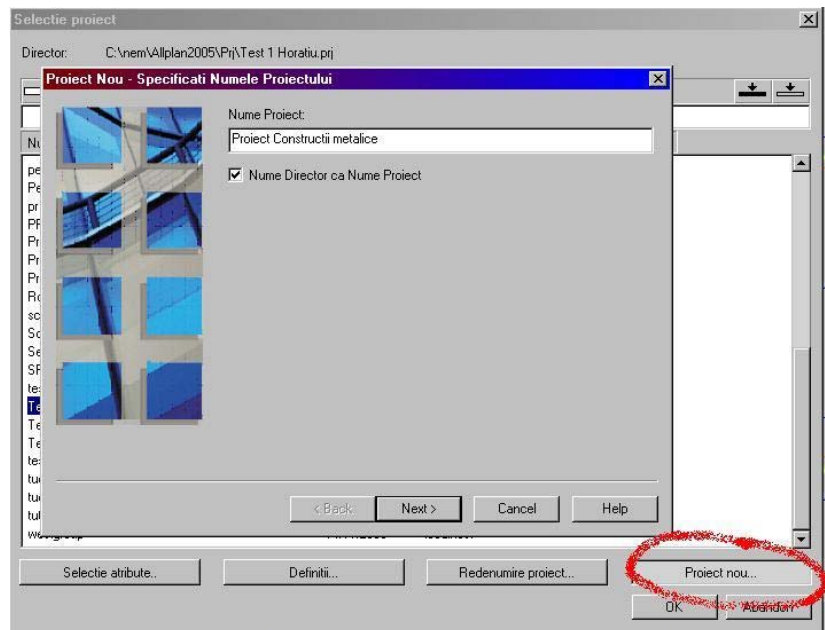 Selectie proiect
Director: C:\nem\Allplan2005\Prj\Test 1 Horatiu.prj
Proiect Nou - Specificati Numele Proiectului
Nume Proiect:
Proiect Constructii metalice
Nume Director ca Nume Proiect
< Back Next > Cancel Help
Selectie atribute.. Definitii... Redenumire proiect... Proiect nou...
OK Abandon